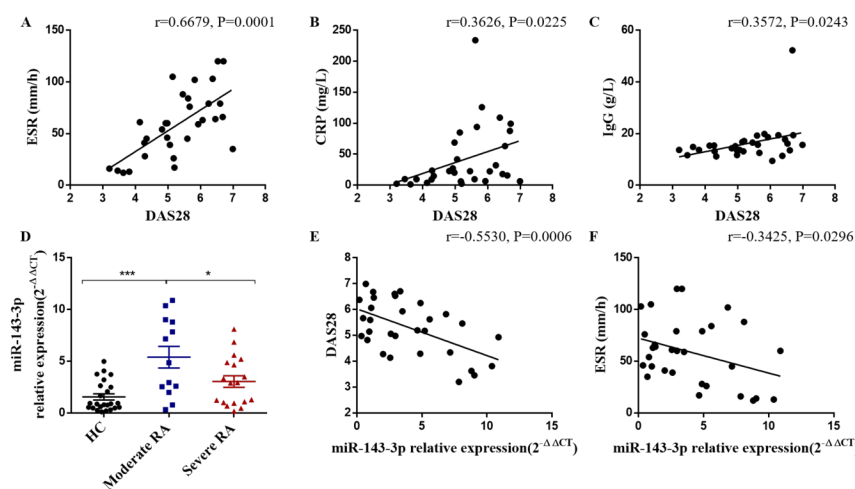 A
r=0.6679, P=0.0001
ESR (mm/h)
150
100
50
0
2 3 4 5 6 7 8
DAS28
B
r=0.3626, P=0.0225
CRP (mg/L)
250
200
150
100
50
0
2 3 4 5 6 7 8
DAS28
C
r=0.3572, P=0.0243
IgG (g/L)
60
40
20
0
2 3 4 5 6 7 8
DAS28
D
miR-143-3p
relative expression(2^-ΔΔCT)
15
10
5
0
***
*
HC
Moderate RA
Severe RA
E
r=-0.5530, P=0.0006
DAS28
8
7
6
5
4
3
2
0 5 10 15
miR-143-3p relative expression(2^-ΔΔCT)
F
r=-0.3425, P=0.0296
ESR (mm/h)
150
100
50
0
0 5 10 15
miR-143-3p relative expression(2^-ΔΔCT)